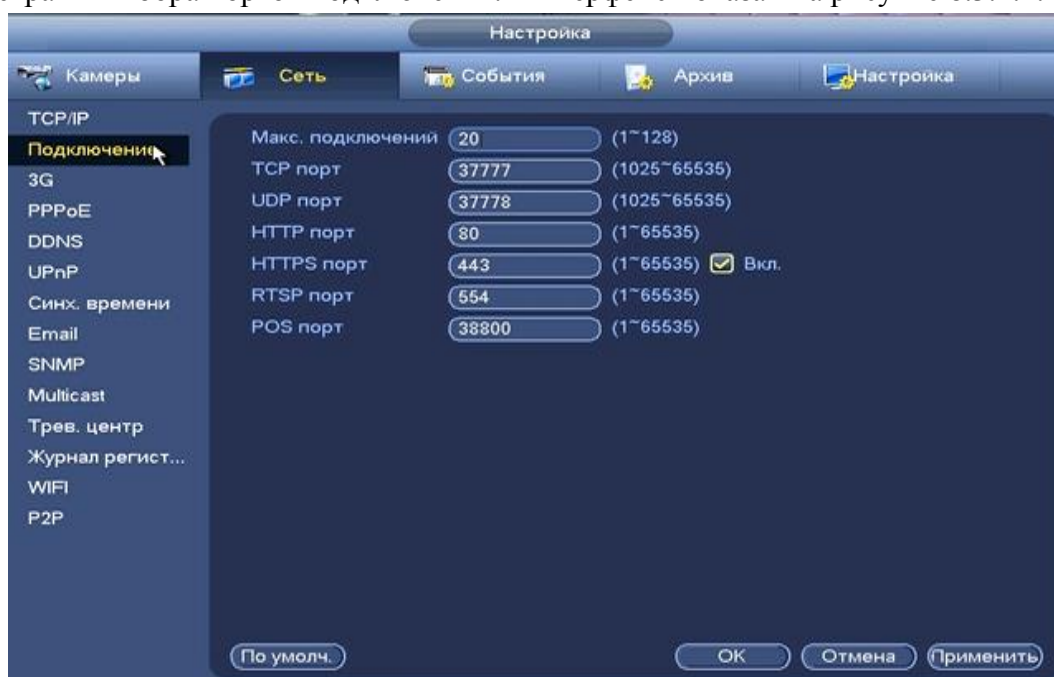 Настройка
Камеры Сеть События Архив Настройка
TCP/IP
Подключение
3G
PPPoE
DDNS
UPnP
Синх. времени
Email
SNMP
Multicast
Трев. центр
Журнал регист...
WIFI
P2P
Макс. подключений 20 (1~128)
TCP порт 37777 (1025~65535)
UDP порт 37778 (1025~65535)
HTTP порт 80 (1~65535)
HTTPS порт 443 (1~65535) Вкл.
RTSP порт 554 (1~65535)
POS порт 38800 (1~65535)
По умолч. OK Отмена Применить